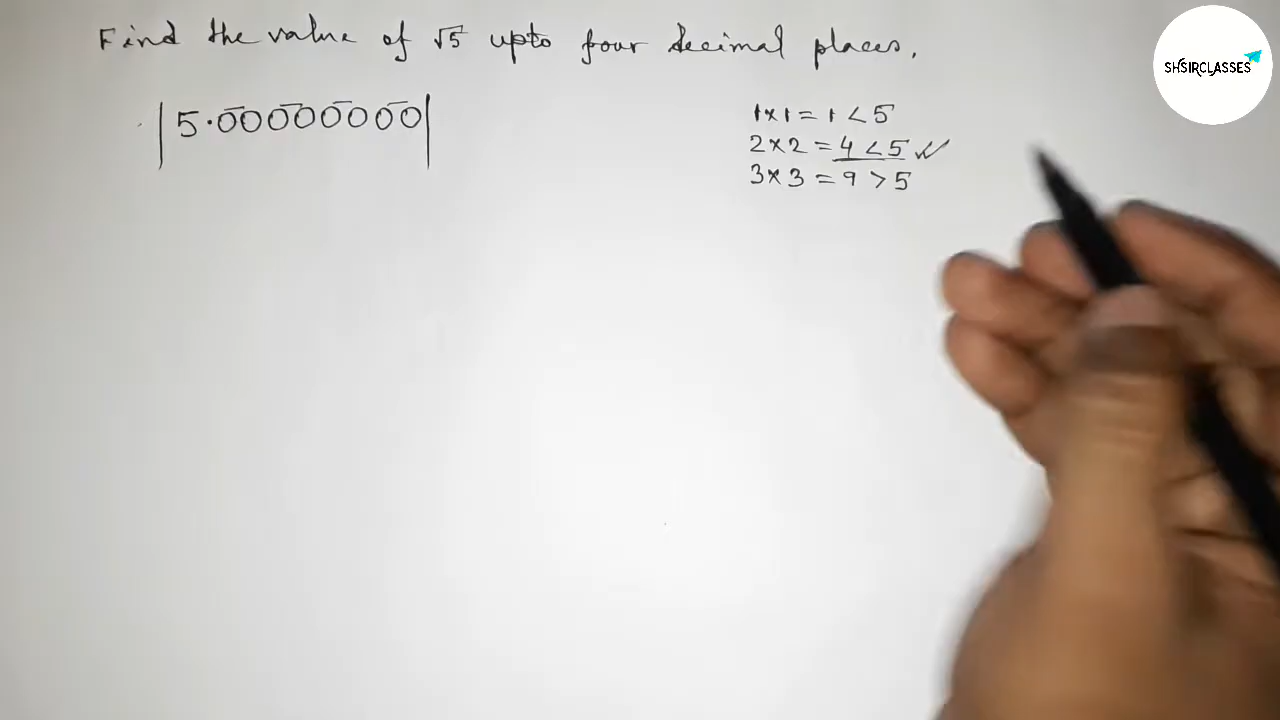 Find the value of √5 upto four decimal places.
SHSIRCLASSES
|5.00000000|
1×1=1<5
2×2=4<5✓
3×3=9>5